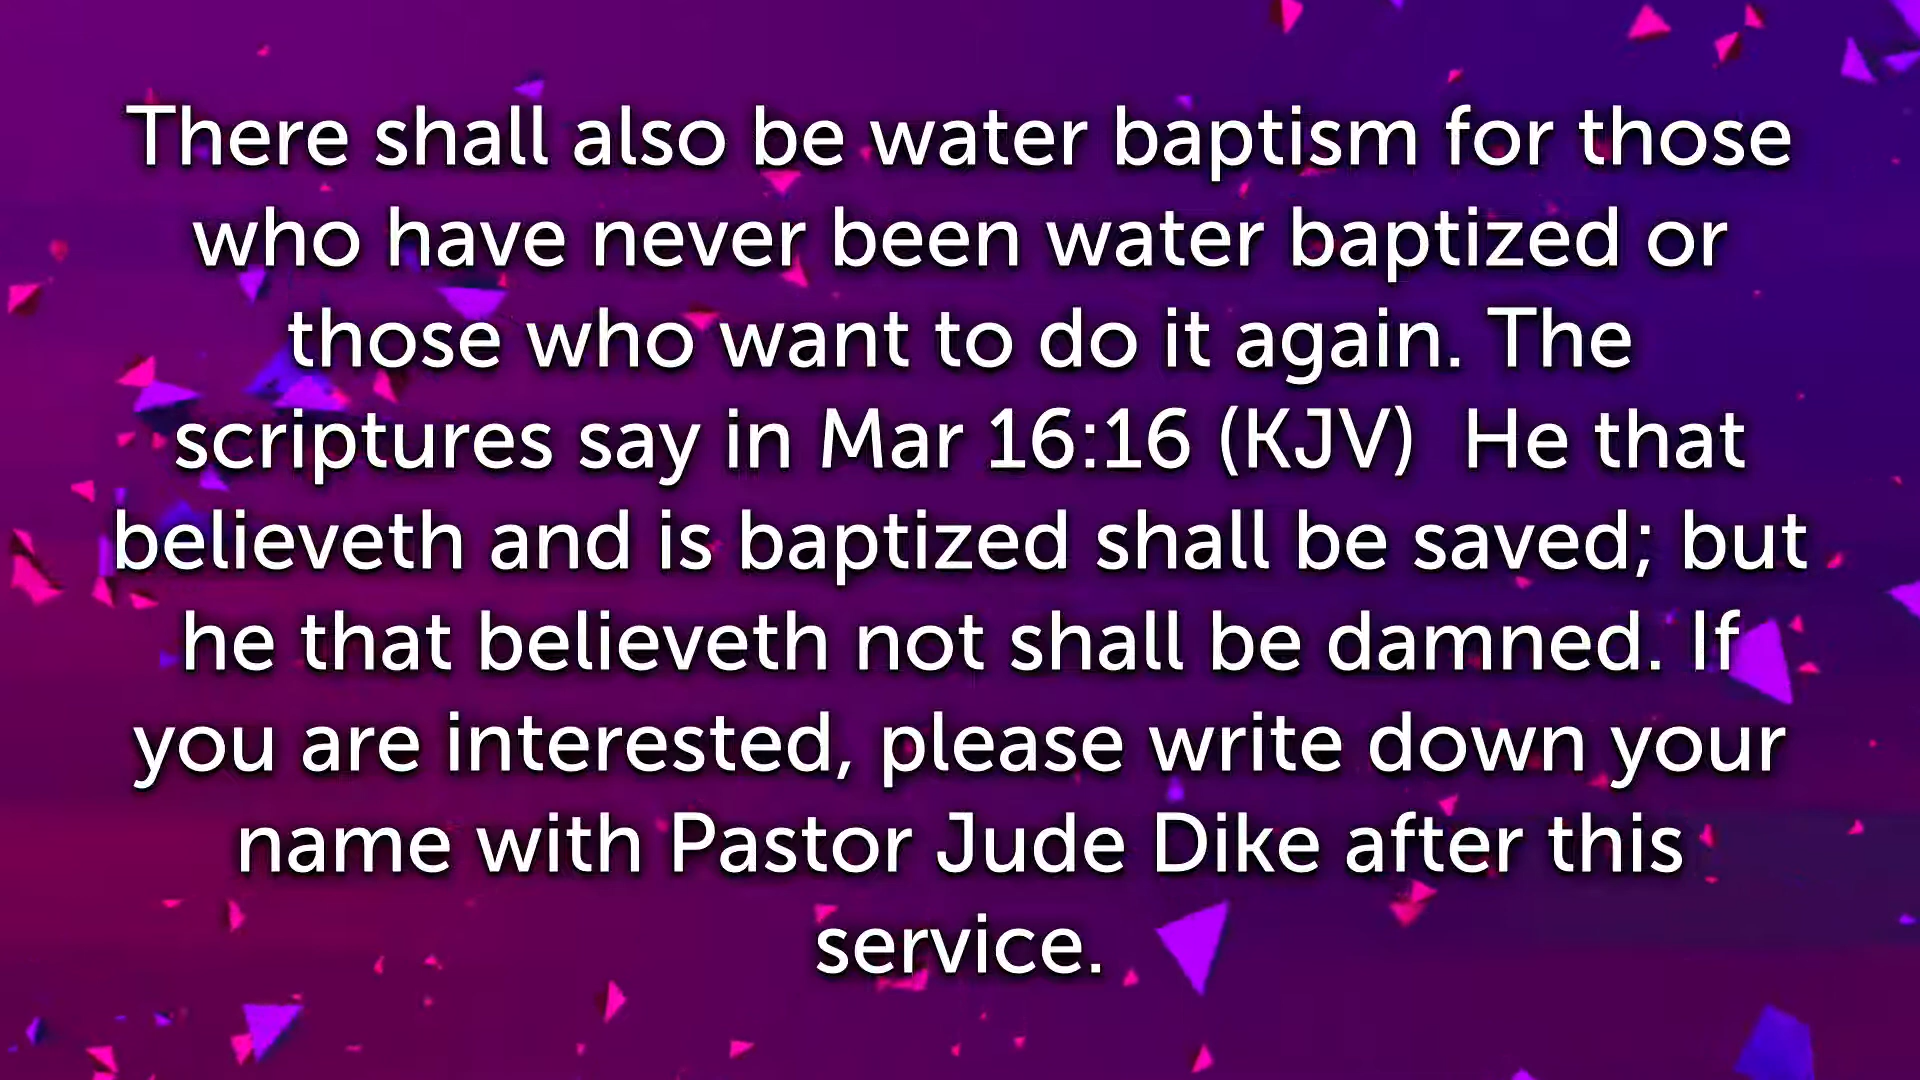 There shall also be water baptism for those
who have never been water baptized or
those who want to do it again. The
scriptures say in Mar 16:16 (KJV)  He that
believeth and is baptized shall be saved; but
he that believeth not shall be damned. If
you are interested, please write down your
name with Pastor Jude Dike after this
service.